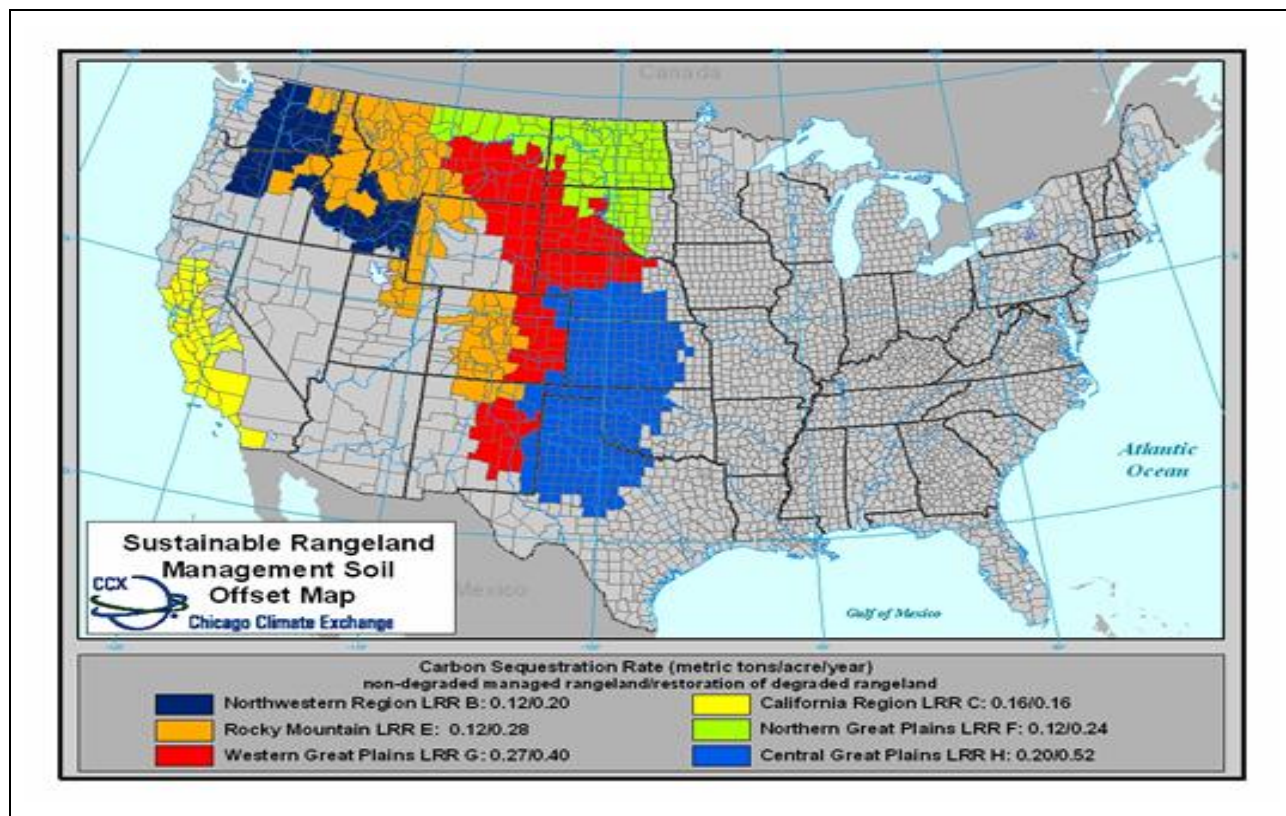 Canada
Atlantic
Ocean
Gulf of Mexico
Mexico
Sustainable Rangeland
Management Soil
Offset Map
CCX
Chicago Climate Exchange
Carbon Sequestration Rate (metric tons/acre/year)
non-degraded managed rangeland/restoration of degraded rangeland
Northwestern Region LRR B: 0.12/0.20
California Region LRR C: 0.16/0.16
Rocky Mountain LRR E: 0.12/0.28
Northern Great Plains LRR F: 0.12/0.24
Western Great Plains LRR G: 0.27/0.40
Central Great Plains LRR H: 0.20/0.52